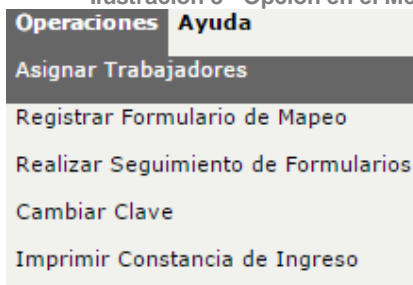 Operaciones Ayuda
Asignar Trabajadores
Registrar Formulario de Mapeo
Realizar Seguimiento de Formularios
Cambiar Clave
Imprimir Constancia de Ingreso